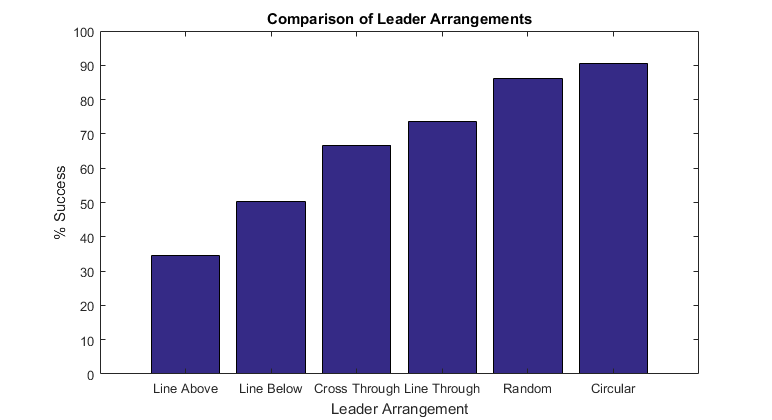 Comparison of Leader Arrangements
100
90
80
70
60
50
40
30
20
10
0
% Success
Line Above Line Below Cross Through Line Through Random Circular
Leader Arrangement